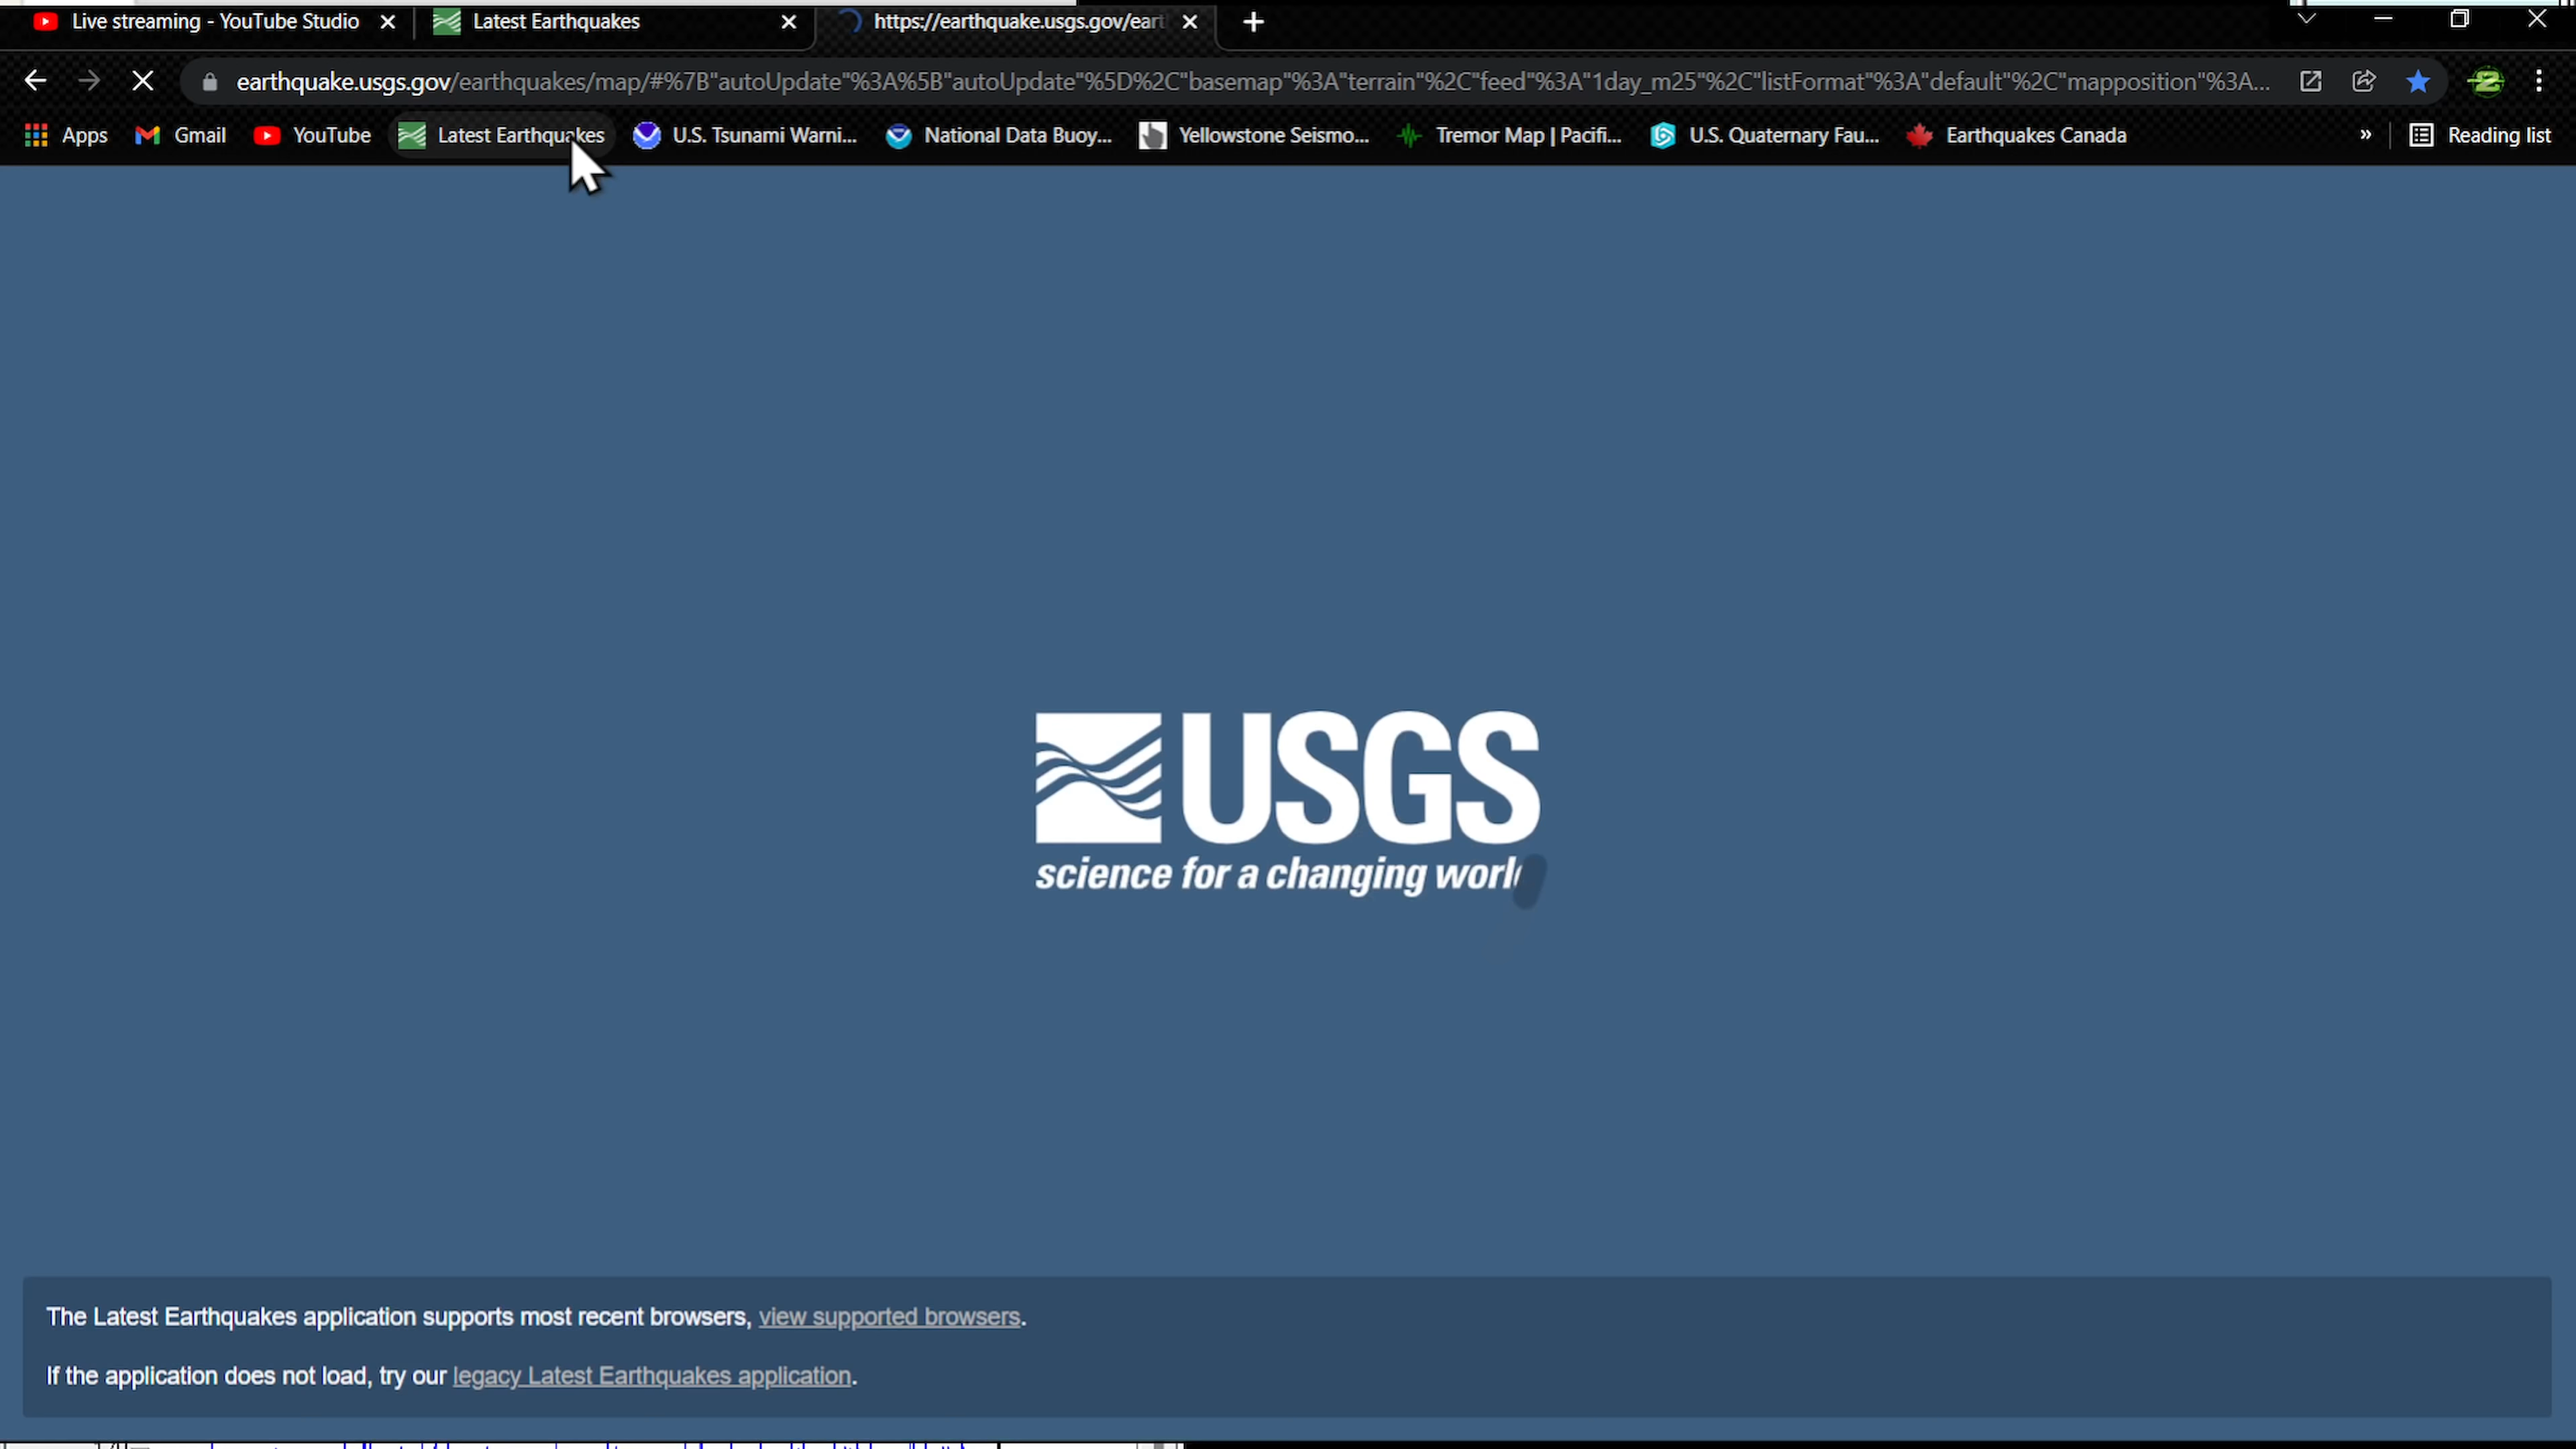 Live streaming - YouTube Studio
Latest Earthquakes
https://earthquake.usgs.gov/eart
earthquake.usgs.gov/earthquakes/map/#%7B"autoUpdate"%3A%5B"autoUpdate"%5D%2C"basemap"%3A"terrain"%2C"feed"%3A"1day_m25"%2C"listFormat"%3A"default"%2C"mapposition"%3A...
Apps
Gmail
YouTube
Latest Earthquakes
U.S. Tsunami Warni...
National Data Buoy...
Yellowstone Seismo...
Tremor Map | Pacifi...
U.S. Quaternary Fau...
Earthquakes Canada
»
Reading list
USGS
science for a changing worl
The Latest Earthquakes application supports most recent browsers, view supported browsers.
If the application does not load, try our legacy Latest Earthquakes application.